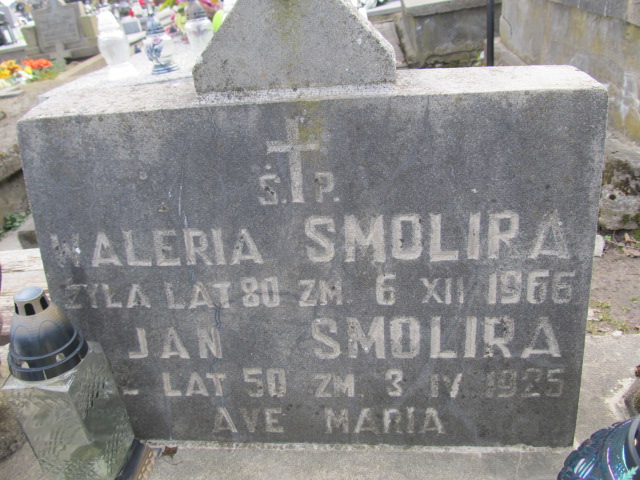 Ś. P.
WALERIA SMOLIRA
ŻYŁA LAT 80 ZM. 6 XII 1966
JAN SMOLIRA
Ż. LAT 50 ZM. 3 IV 1925
AVE MARIA